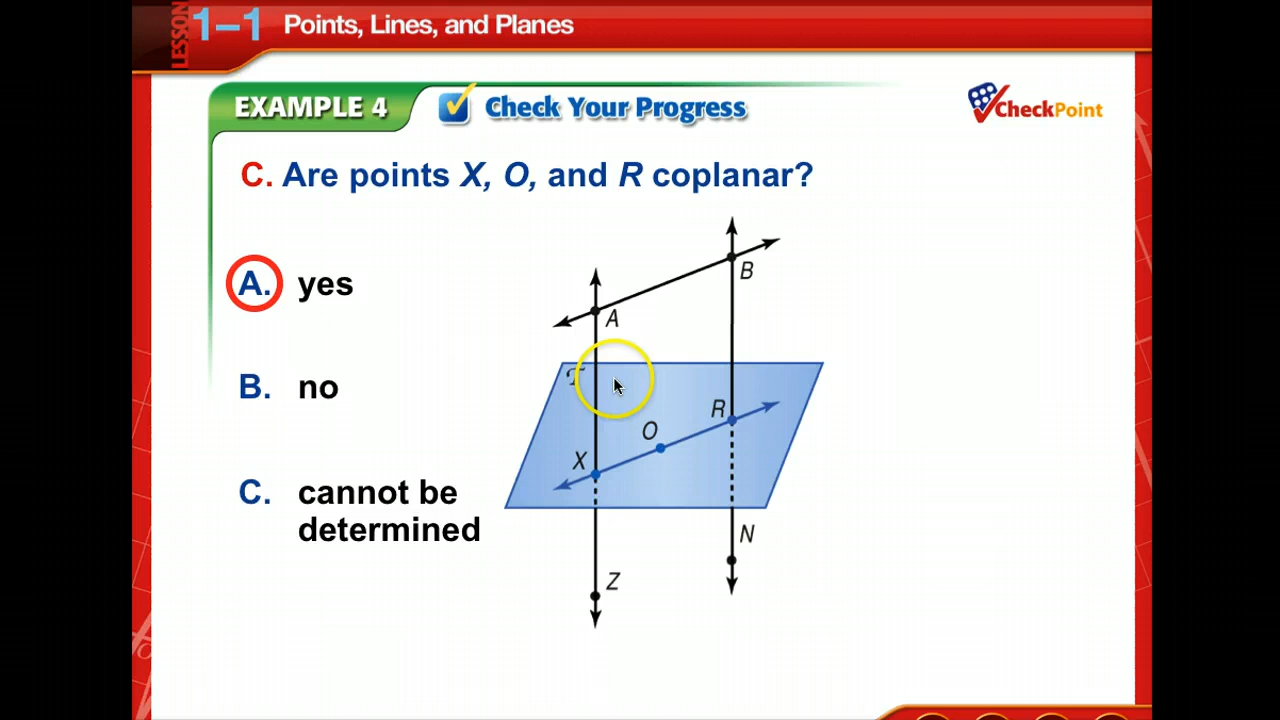 LESSON
1–1 Points, Lines, and Planes
EXAMPLE 4 Check Your Progress
CheckPoint
C. Are points X, O, and R coplanar?
A. yes
B. no
C. cannot be
determined
B
A
T
R
O
X
N
Z